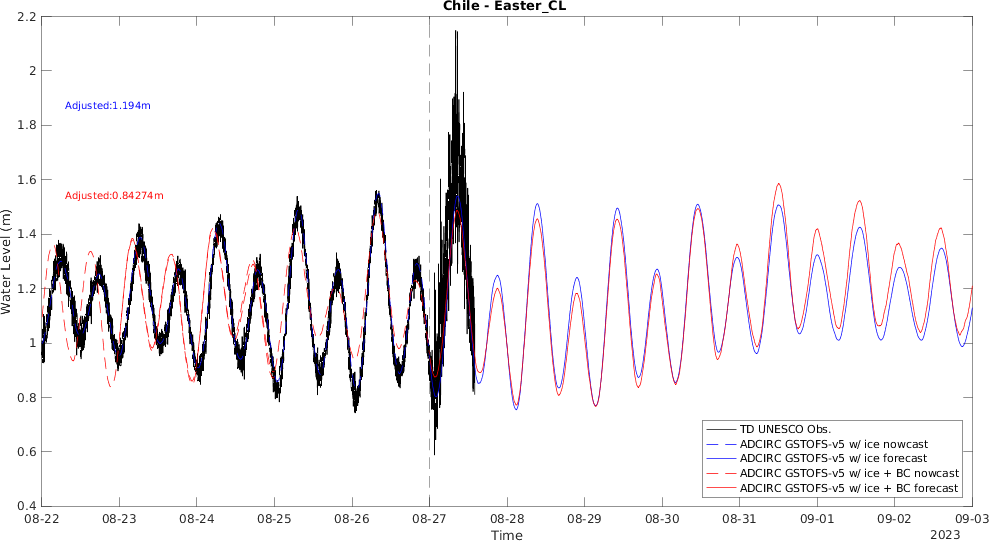 Chile - Easter_CL
2.2
2
1.8
1.6
1.4
1.2
1
0.8
0.6
0.4
Water Level (m)
Adjusted:1.194m
Adjusted:0.84274m
TD UNESCO Obs.
ADCIRC GSTOFS-v5 w/ ice nowcast
ADCIRC GSTOFS-v5 w/ ice forecast
ADCIRC GSTOFS-v5 w/ ice + BC nowcast
ADCIRC GSTOFS-v5 w/ ice + BC forecast
08-22 08-23 08-24 08-25 08-26 08-27 08-28 08-29 08-30 08-31 09-01 09-02 09-03
Time
2023